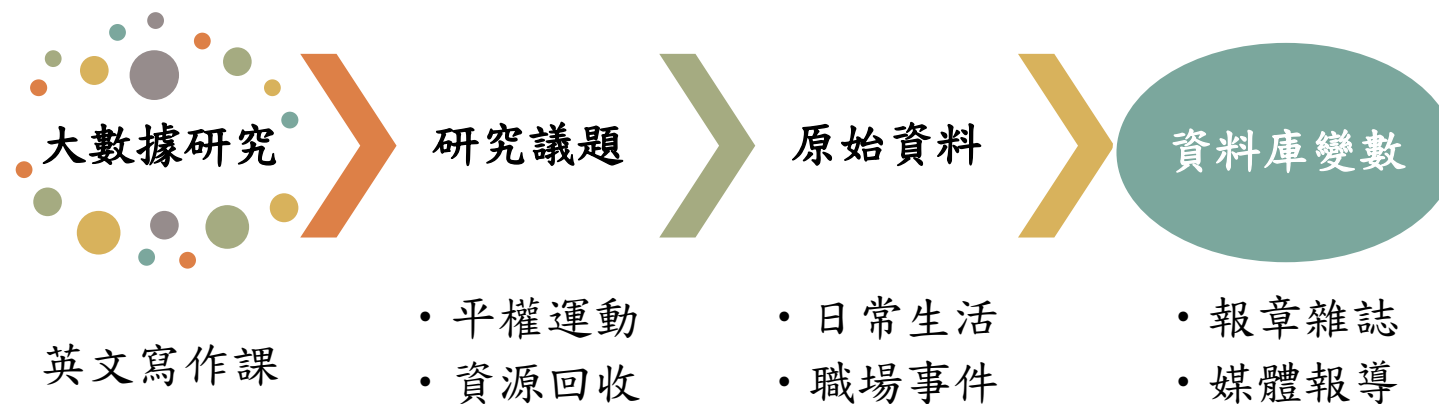 大數據研究
英文寫作課
研究議題
・平權運動
・資源回收
原始資料
・日常生活
・職場事件
資料庫變數
・報章雜誌
・媒體報導